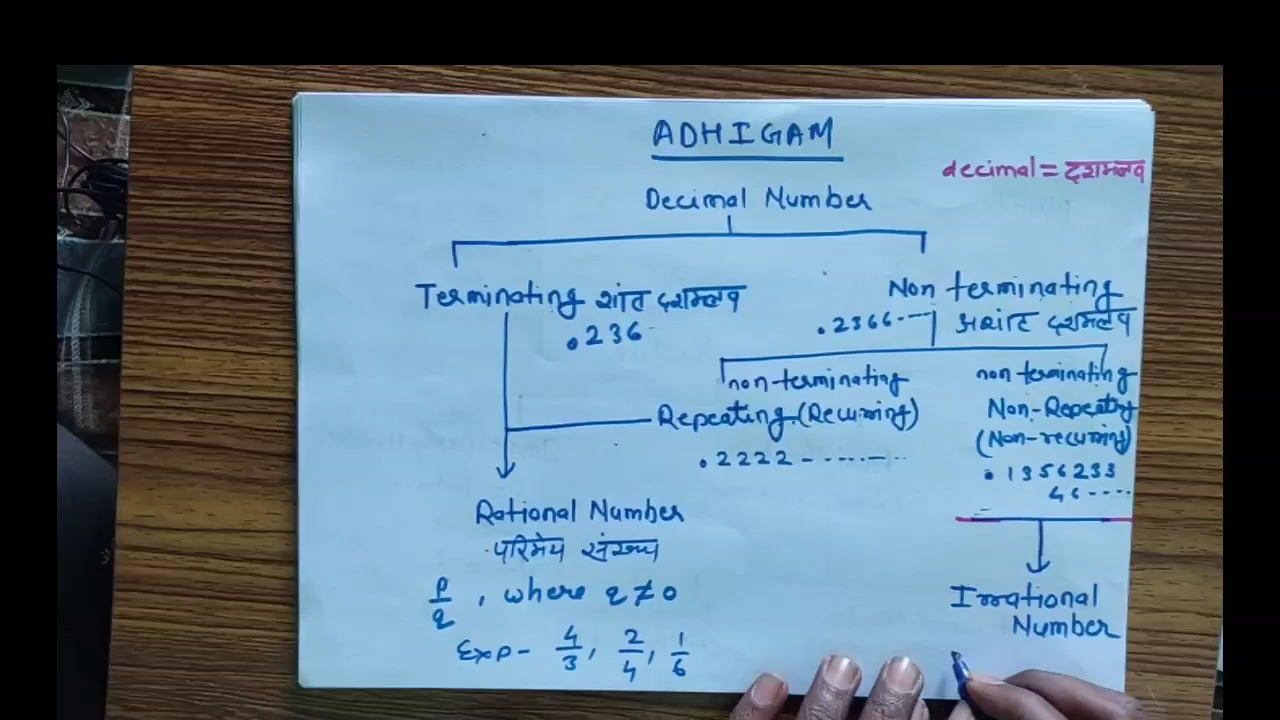 ADHIGAM
decimal = दशमलव
Decimal Number
Terminating शांत दशमलव
.236
Non terminating
अशांत दशमलव
.2366---
non terminating
Repeating (Recurring)
.2222--------
non terminating
Non-Repeating
(Non-recurring)
.1356233
46----
Rational Number
परिमेय संख्या
p/q , where q ≠ 0
Exp- 4/3, 2/4, 1/6
Irrational
Number